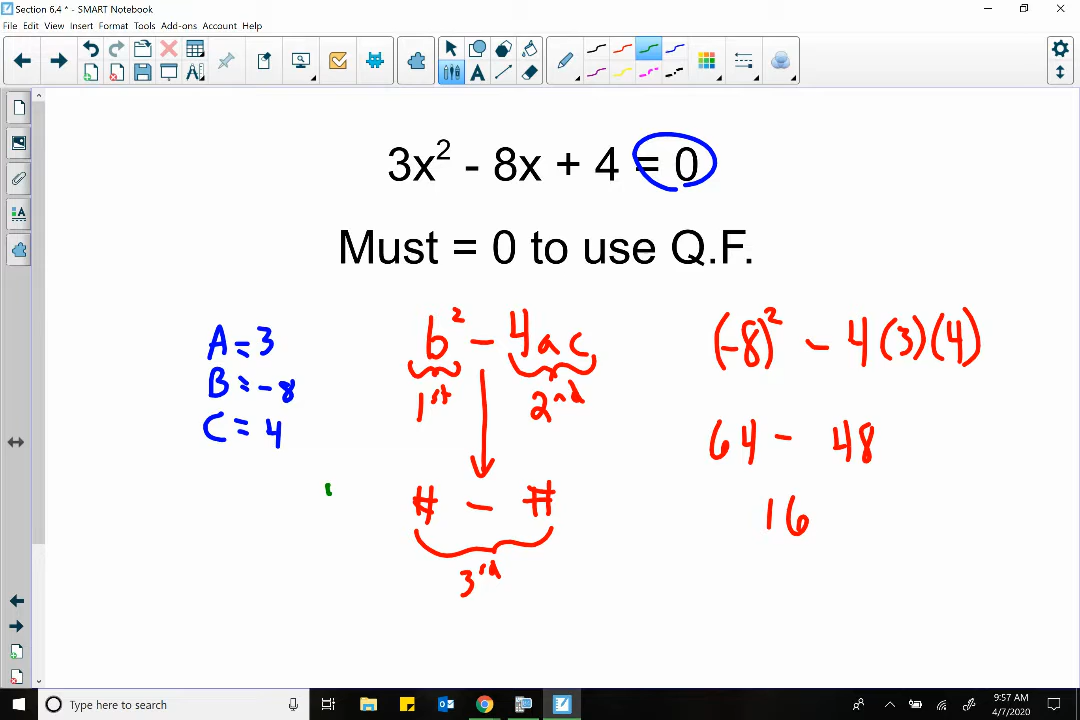 Section 6.4 * - SMART Notebook
File Edit View Insert Format Tools Add-ons Account Help
3x² - 8x + 4 = 0
Must = 0 to use Q.F.
A = 3
B = -8
C = 4
b² - 4ac
1st 2nd
# - #
3rd
(-8)² - 4(3)(4)
64 - 48
16
Type here to search
9:57 AM
4/7/2020